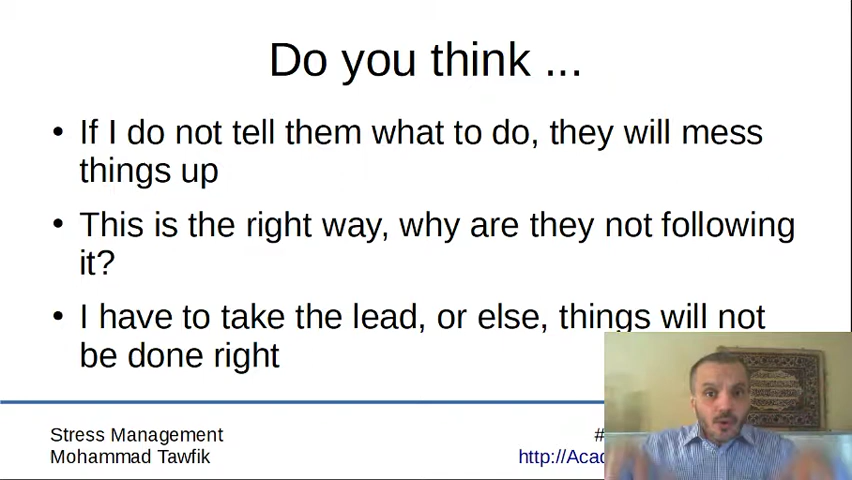 Do you think ...
• If I do not tell them what to do, they will mess
things up
• This is the right way, why are they not following
it?
• I have to take the lead, or else, things will not
be done right
Stress Management
Mohammad Tawfik
#
http://Acad